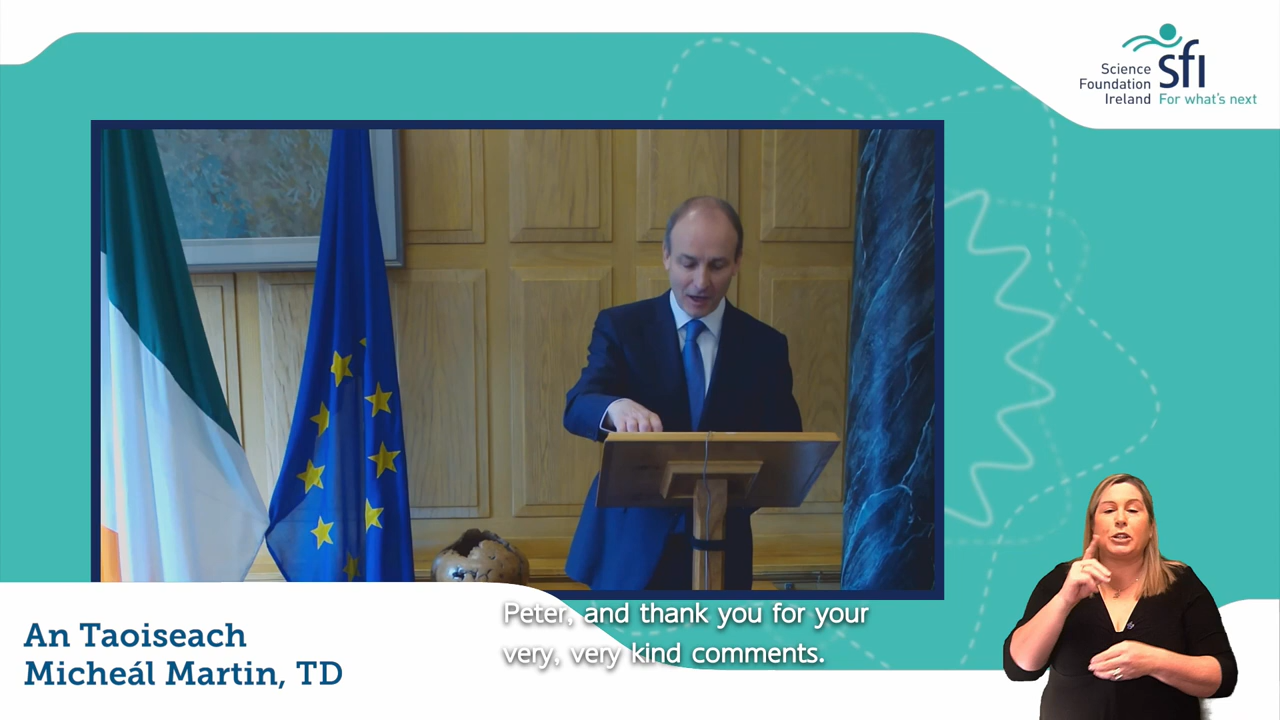 Science
Foundation
Ireland
sfi
For what's next
Peter, and thank you for your
very, very kind comments.
An Taoiseach
Micheál Martin, TD